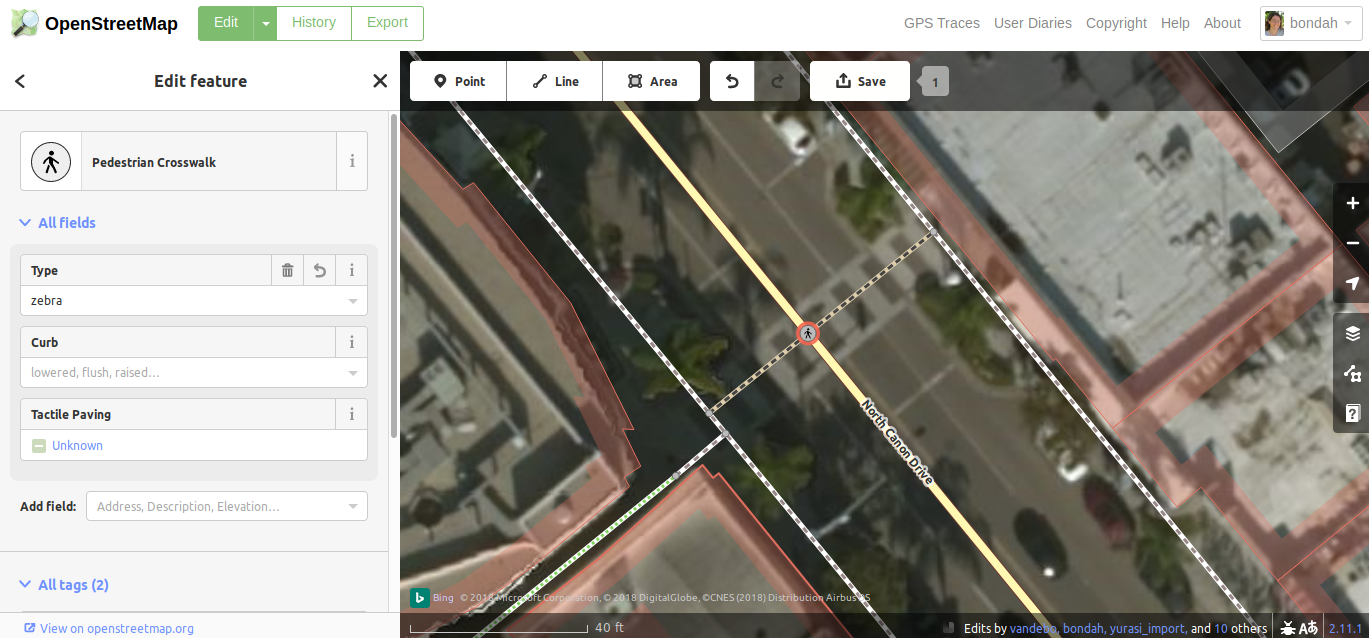 OpenStreetMap Edit History Export GPS Traces User Diaries Copyright Help About bondah
Edit feature Point Line Area Save 1
Pedestrian Crosswalk i
All fields
Type i
zebra
Curb i
lowered, flush, raised...
Tactile Paving i
Unknown
Add field: Address, Description, Elevation...
All tags (2)
View on openstreetmap.org
North Canon Drive
Bing © 2018 Microsoft Corporation, © 2018 DigitalGlobe, ©CNES (2018) Distribution Airbus DS
40 ft Edits by vandebo, bondah, yurasi_import, and 10 others 2.11.1